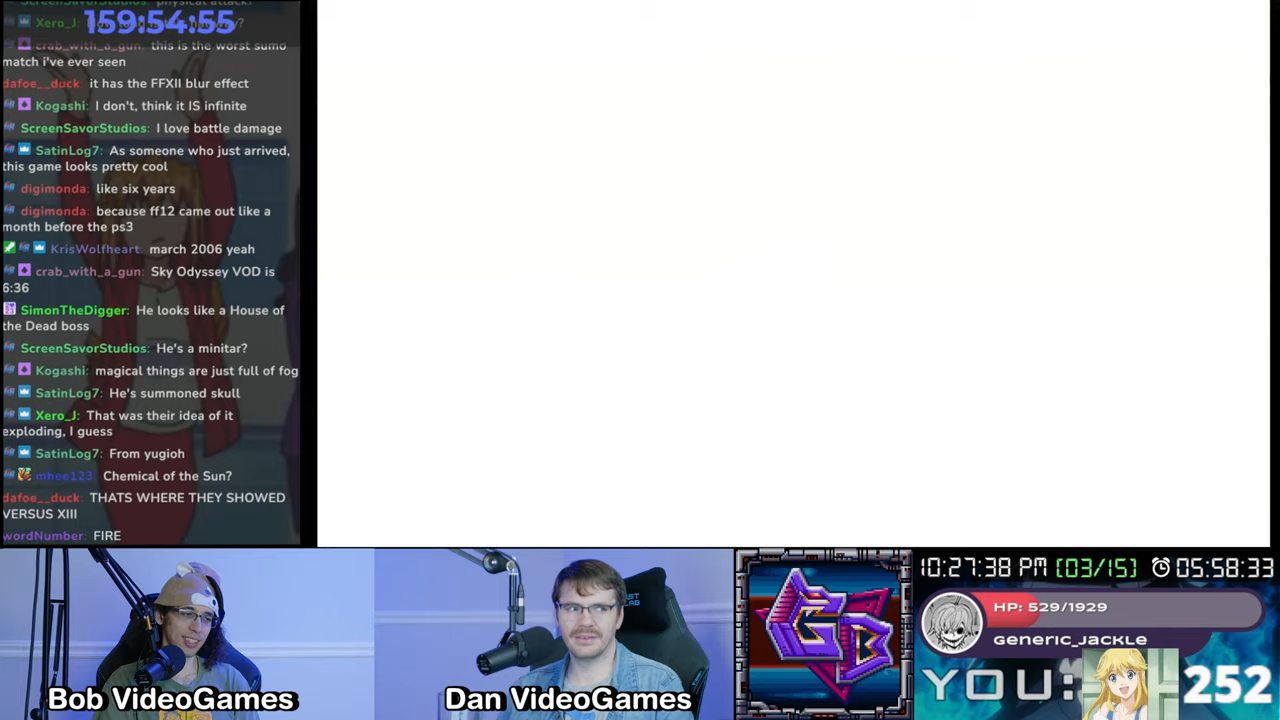 ScreenSavorStudios: physical attack?
159:54:55
Xero_J:
crab_with_a_gun: this is the worst sumo
match i've ever seen
dafoe__duck it has the FFXII blur effect
Kogashi: I don't, think it IS infinite
ScreenSavorStudios: I love battle damage
SatinLog7: As someone who just arrived,
this game looks pretty cool
digimonda: like six years
digimonda: because ff12 came out like a
month before the ps3
KrisWolfheart: march 2006 yeah
crab_with_a_gun: Sky Odyssey VOD is
6:36
SimonTheDigger: He looks like a House of
the Dead boss
ScreenSavorStudios: He's a minitar?
Kogashi: magical things are just full of fog
SatinLog7: He's summoned skull
Xero_J: That was their idea of it
exploding, I guess
SatinLog7: From yugioh
mhoe123: Chemical of the Sun?
dafoe__duck: THATS WHERE THEY SHOWED
VERSUS XIII
wordNumber: FIRE
Bob VideoGames
Dan VideoGames
GB
10:27:38 PM [03/15] 05:58:33
HP: 529/1929
GENERIC_JACKLE
YOU: 252